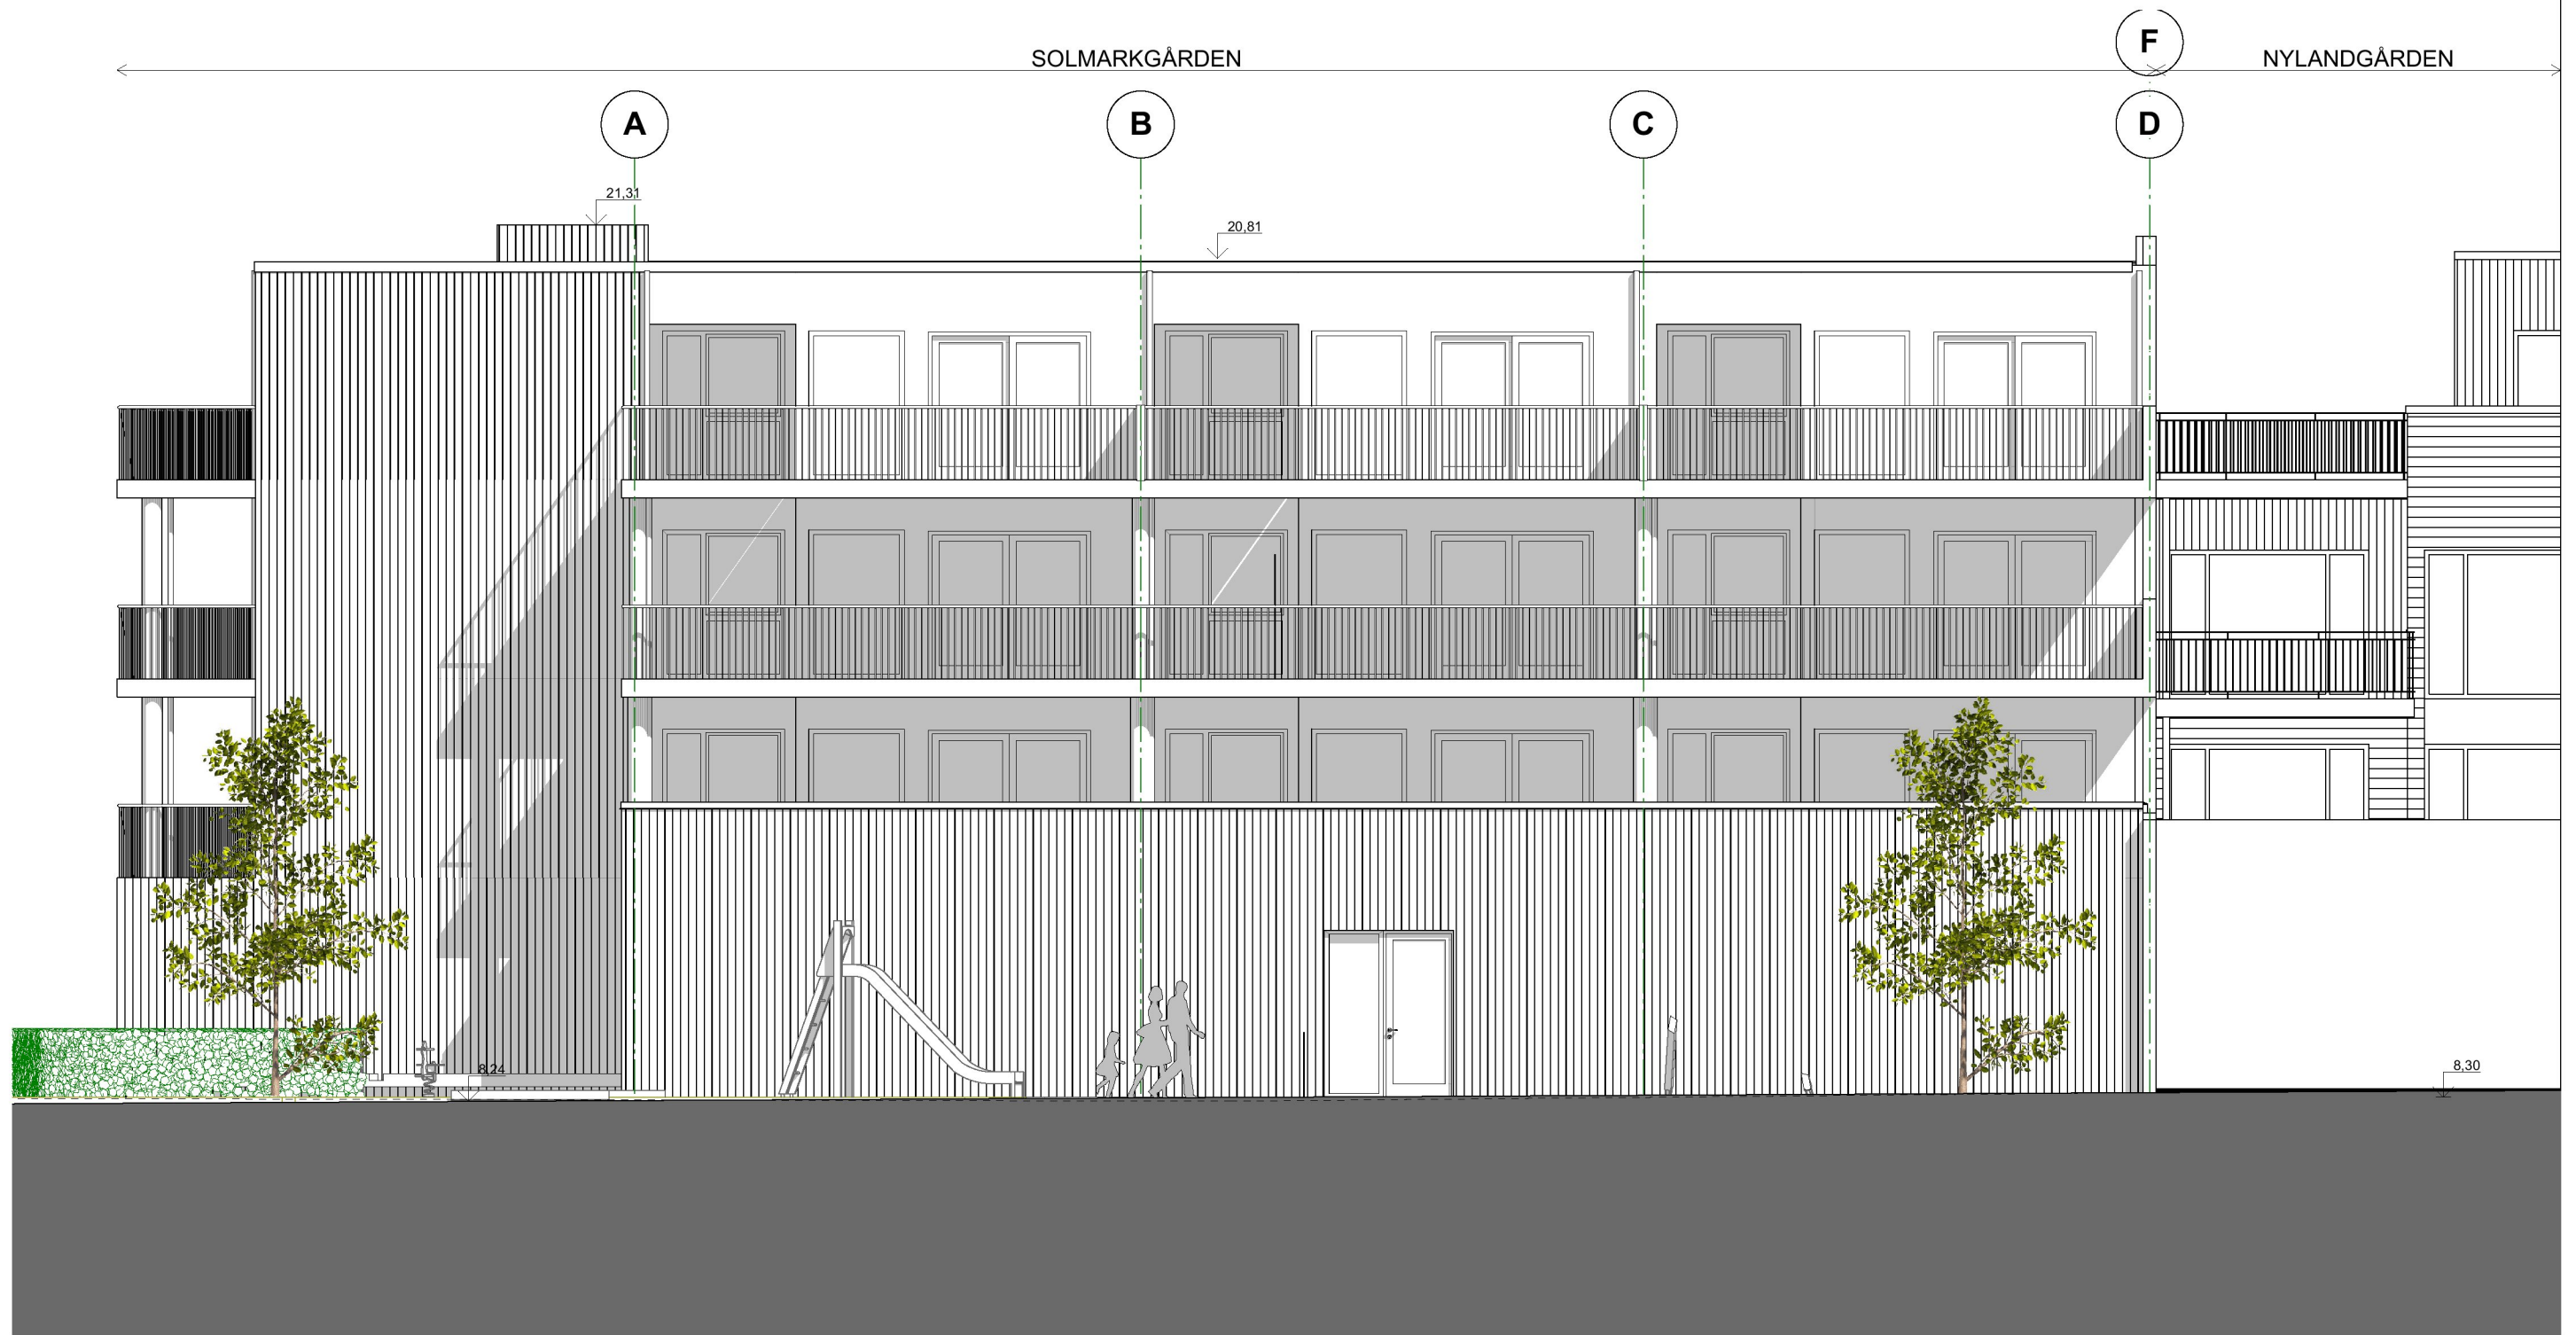 F
SOLMARKGÅRDEN
NYLANDGÅRDEN
A
B
C
D
21,31
20,81
8,24
8,30